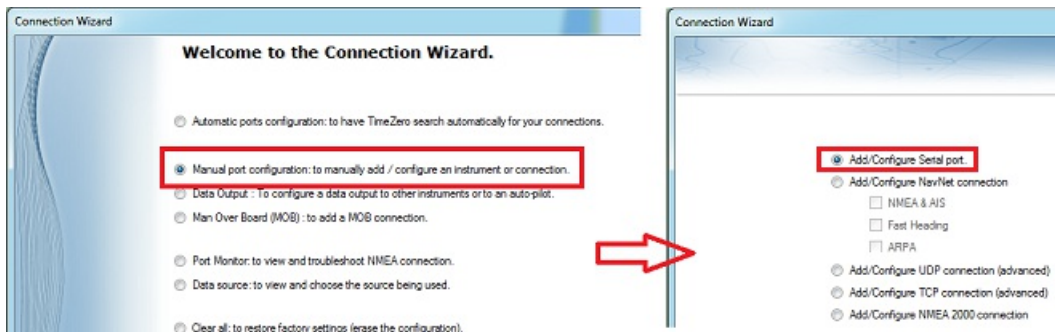 Connection Wizard
Welcome to the Connection Wizard.
Automatic ports configuration: to have TimeZero search automatically for your connections.
Manual port configuration: to manually add / configure an instrument or connection.
Data Output : To configure a data output to other instruments or to an auto-pilot.
Man Over Board (MOB) : to add a MOB connection.
Port Monitor: to view and troubleshoot NMEA connection.
Data source: to view and choose the source being used.
Clear all: to restore factory settings (erase the configuration).
Connection Wizard
Add/Configure Serial port.
Add/Configure NavNet connection
NMEA & AIS
Fast Heading
ARPA
Add/Configure UDP connection (advanced)
Add/Configure TCP connection (advanced)
Add/Configure NMEA 2000 connection